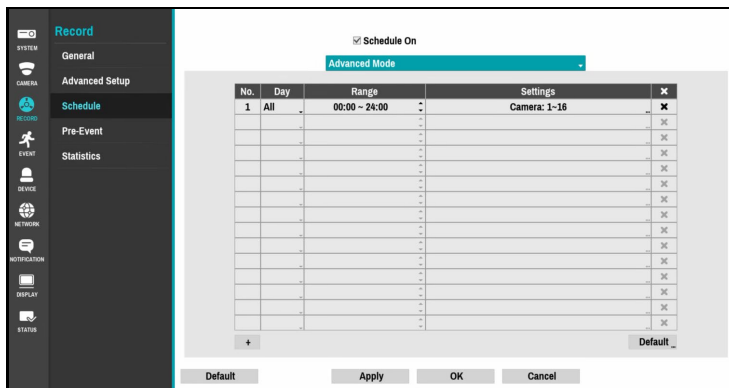 SYSTEM
CAMERA
RECORD
EVENT
DEVICE
NETWORK
NOTIFICATION
DISPLAY
STATUS
Record
General
Advanced Setup
Schedule
Pre-Event
Statistics
Schedule On
Advanced Mode
No. Day Range Settings
1 All 00:00 ~ 24:00 Camera: 1~16 ...
+ Default ...
Default Apply OK Cancel